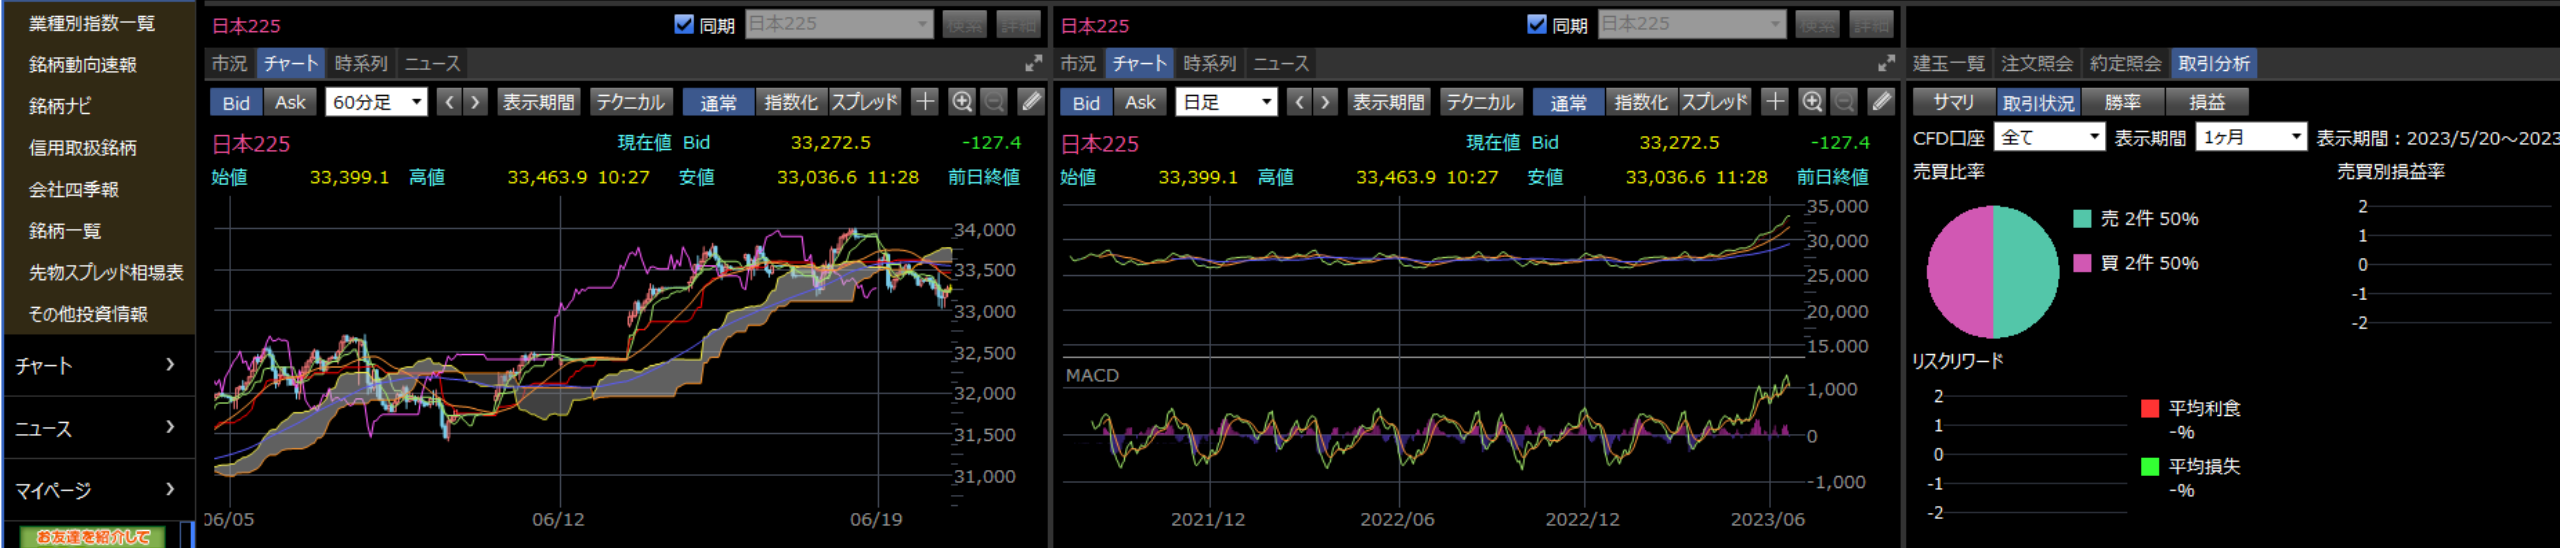 業種別指数一覧
銘柄動向速報
銘柄ナビ
信用取扱銘柄
会社四季報
銘柄一覧
先物スプレッド相場表
その他投資情報
チャート
ニュース
マイページ
お友達を紹介して
日本225
同期 日本225 検索 詳細
市況 チャート 時系列 ニュース
Bid Ask 60分足 表示期間 テクニカル 通常 指数化 スプレッド
日本225 現在値 Bid 33,272.5 -127.4
始値 33,399.1 高値 33,463.9 10:27 安値 33,036.6 11:28 前日終値
34,000
33,500
33,000
32,500
32,000
31,500
31,000
06/05 06/12 06/19
日本225
同期 日本225 検索 詳細
市況 チャート 時系列 ニュース
Bid Ask 日足 表示期間 テクニカル 通常 指数化 スプレッド
日本225 現在値 Bid 33,272.5 -127.4
始値 33,399.1 高値 33,463.9 10:27 安値 33,036.6 11:28 前日終値
35,000
30,000
25,000
20,000
15.000
MACD
1,000
0
-1,000
2021/12 2022/06 2022/12 2023/06
建玉一覧 注文照会 約定照会 取引分析
サマリ 取引状況 勝率 損益
CFD口座 全て 表示期間 1ヶ月 表示期間：2023/5/20～2023
売買比率
売 2件 50%
買 2件 50%
売買別損益率
2
1
0
-1
-2
リスクリワード
2
1
0
-1
-2
平均利食
-%
平均損失
-%